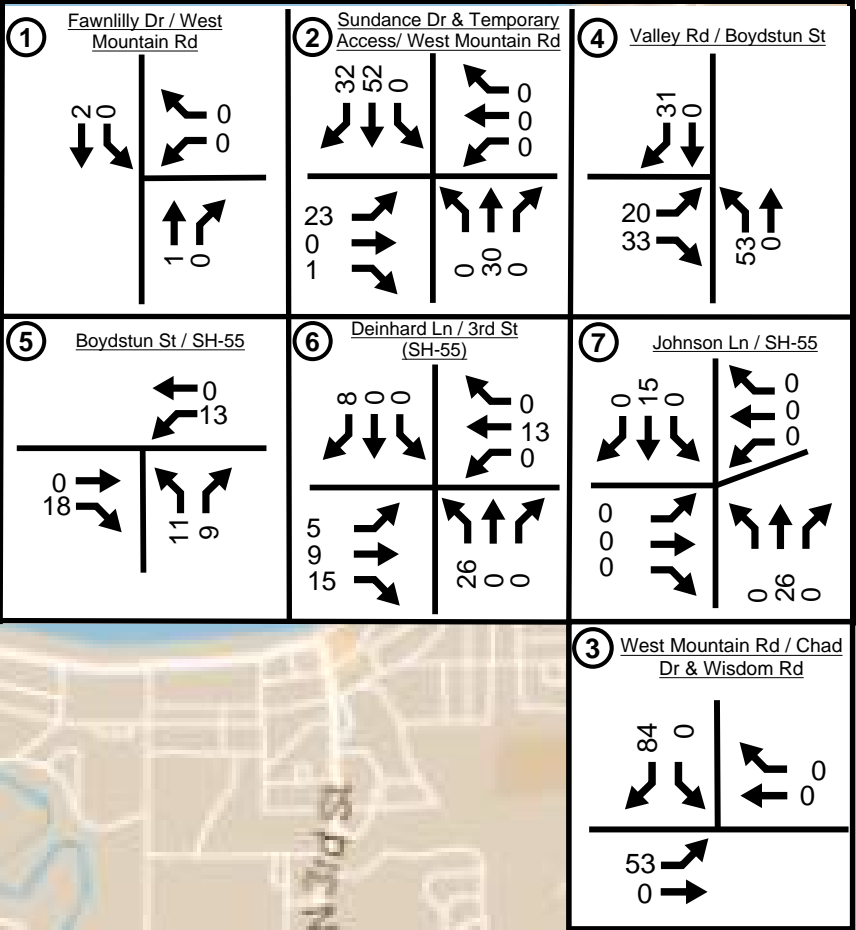 1
Fawnlilly Dr / West
Mountain Rd
2 0
0
0
1 0
2
Sundance Dr & Temporary
Access/ West Mountain Rd
32 52 0
0
0
0
23
0
1
0 30 0
4
Valley Rd / Boydstun St
31 0
20
33
53 0
5
Boydstun St / SH-55
0
13
0
18
11 9
6
Deinhard Ln / 3rd St
(SH-55)
8 0 0
0
13
0
5
9
15
26 0 0
7
Johnson Ln / SH-55
0 15 0
0
0
0
0
0
0
0 26 0
3
West Mountain Rd / Chad
Dr & Wisdom Rd
84 0
0
0
53
0